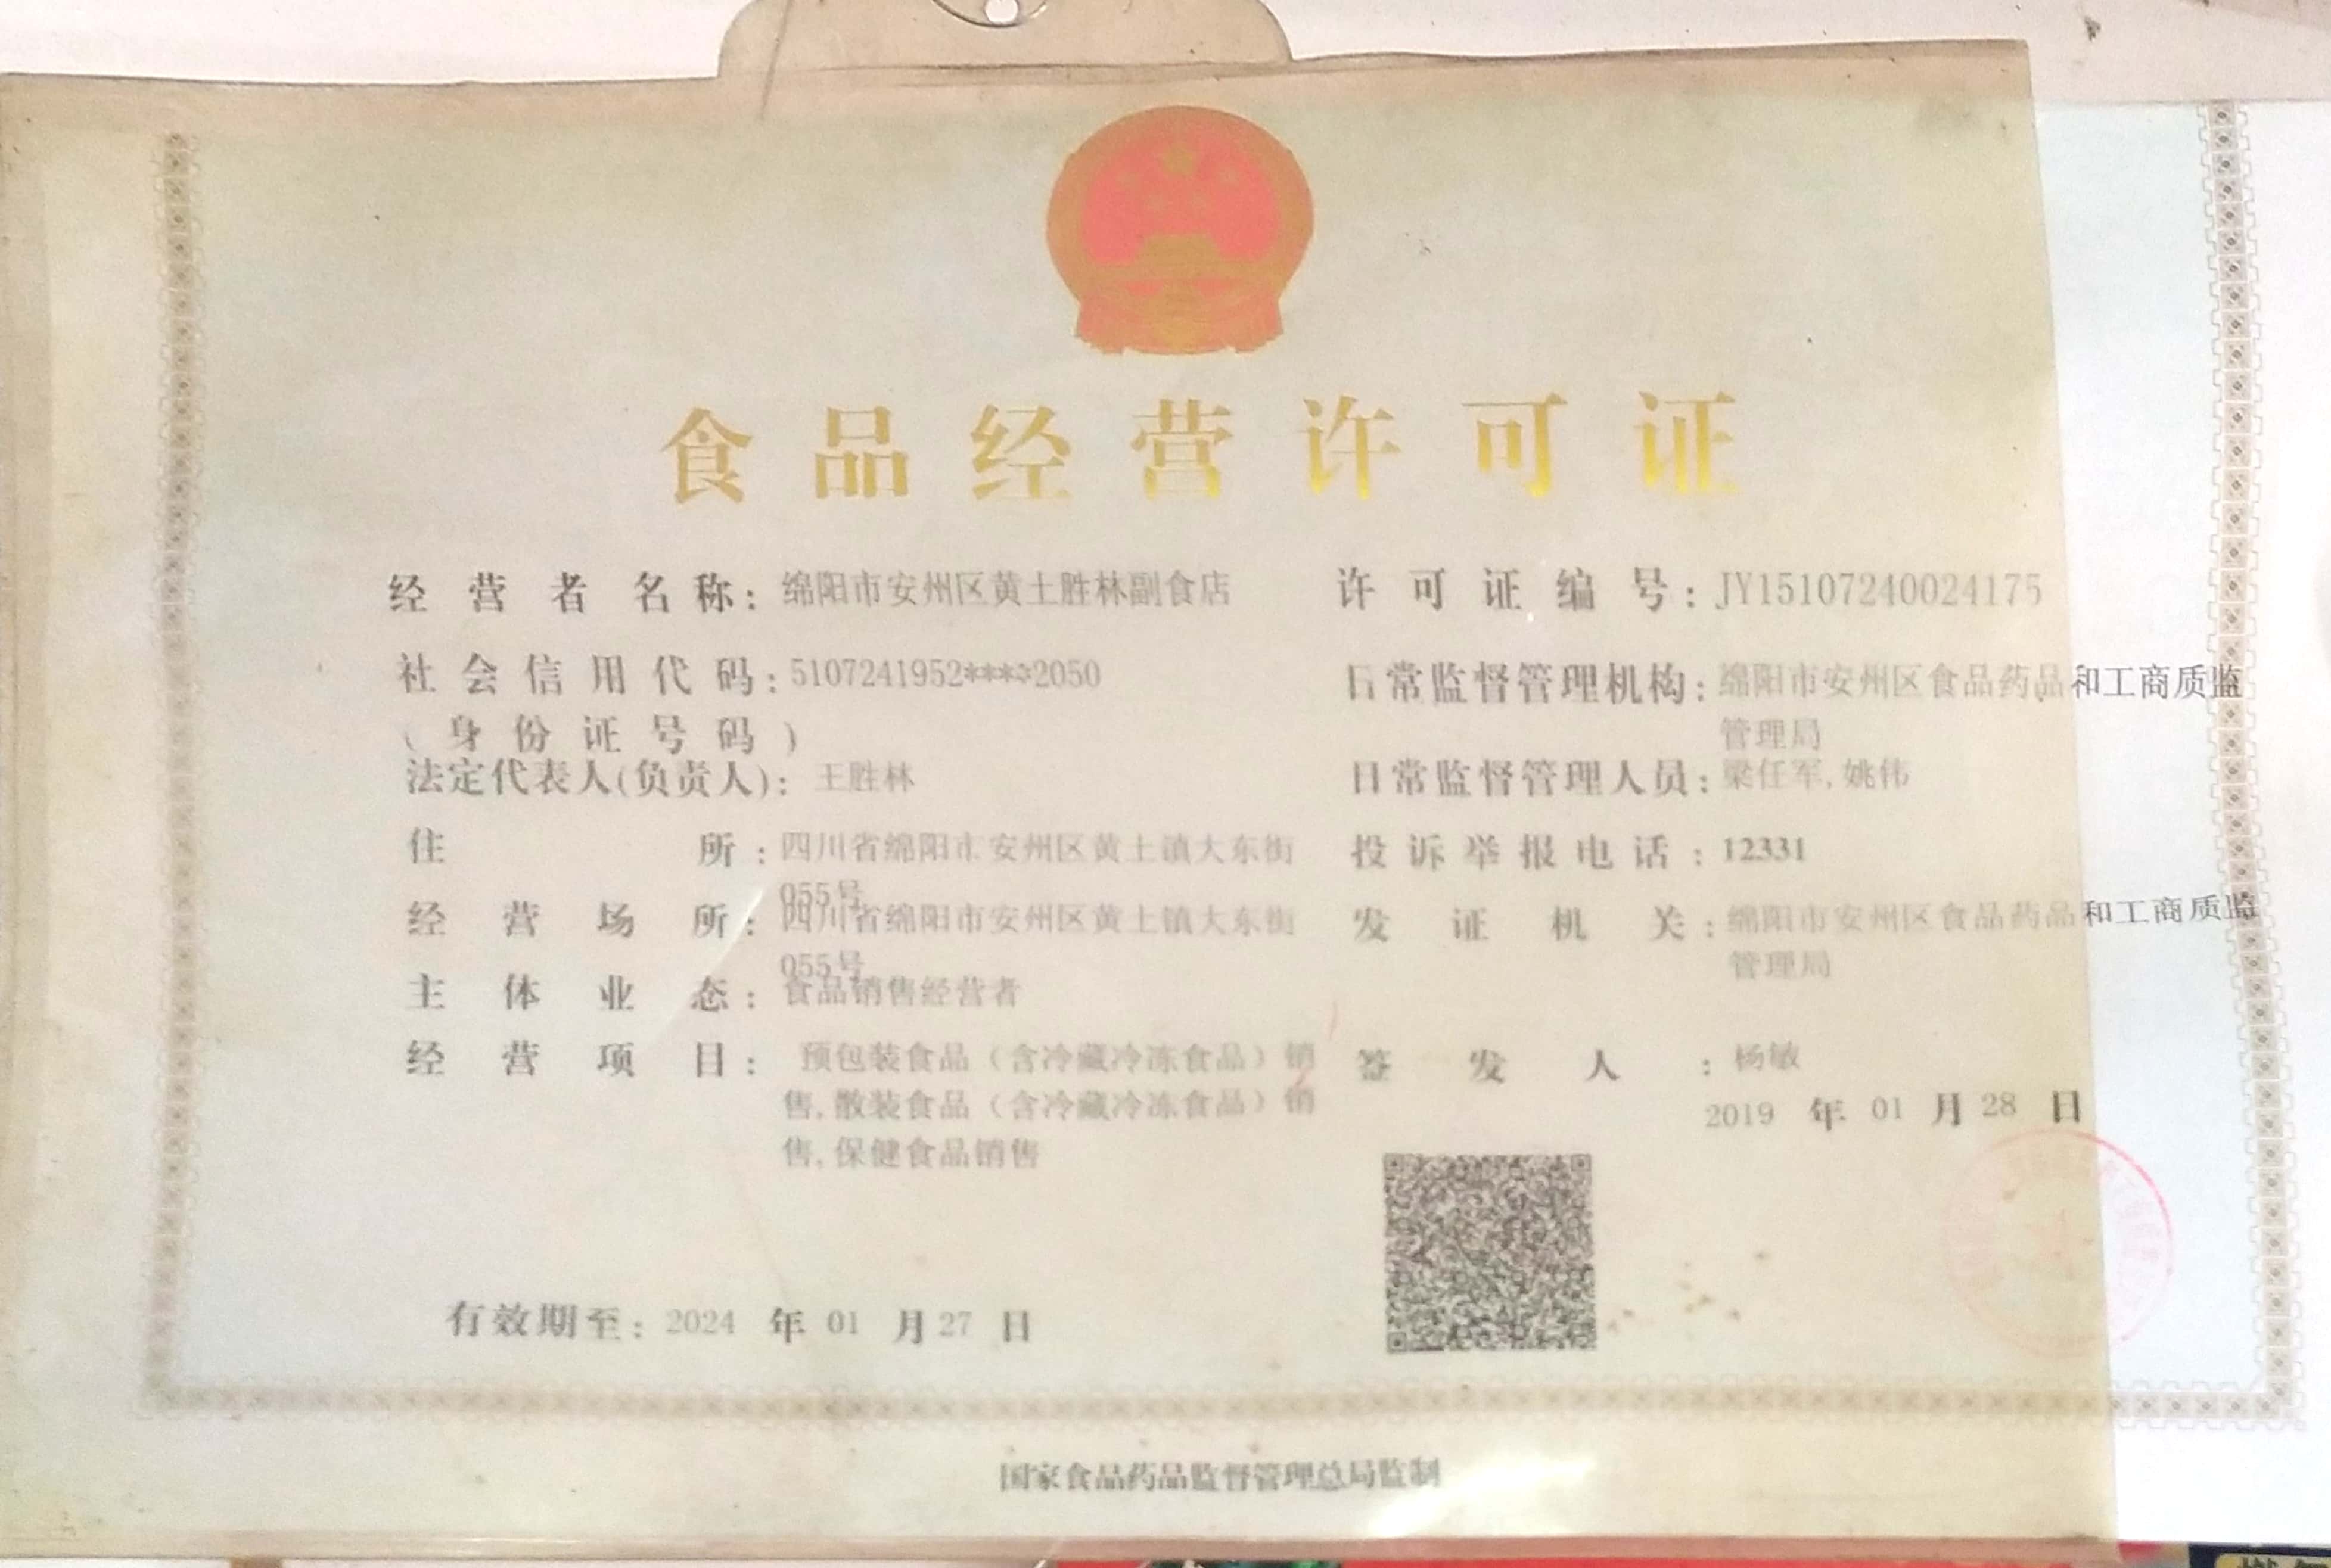 食品经营许可证
经营者名称：绵阳市安州区黄土胜林副食店
社会信用代码：5107241952****2050
（身份证号码）
法定代表人(负责人)：王胜林
住所：四川省绵阳市安州区黄土镇大东街
055号
经营场所：四川省绵阳市安州区黄土镇大东街
055号
主体业态：食品销售经营者
经营项目：预包装食品（含冷藏冷冻食品）销
售,散装食品（含冷藏冷冻食品）销
售,保健食品销售
有效期至：2024 年 01 月 27 日
许可证编号：JY15107240024175
日常监督管理机构：绵阳市安州区食品药品和工商质监
管理局
日常监督管理人员：梁任军,姚伟
投诉举报电话：12331
发证机关：绵阳市安州区食品药品和工商质监
管理局
签发人：杨敏
2019 年 01 月 28 日
国家食品药品监督管理总局监制